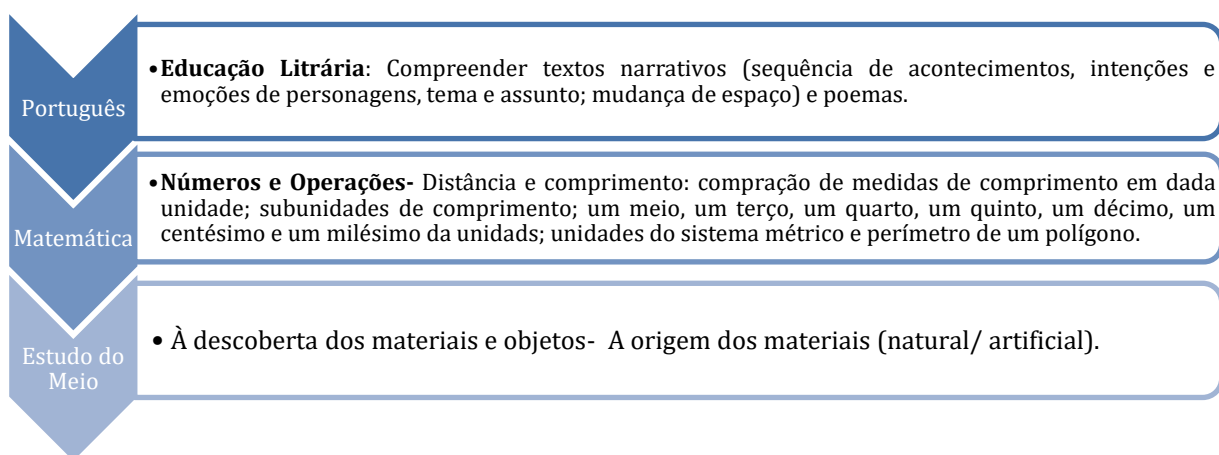 Português
•Educação Litrária: Compreender textos narrativos (sequência de acontecimentos, intenções e
emoções de personagens, tema e assunto; mudança de espaço) e poemas.
Matemática
•Números e Operações- Distância e comprimento: compração de medidas de comprimento em dada
unidade; subunidades de comprimento; um meio, um terço, um quarto, um quinto, um décimo, um
centésimo e um milésimo da unidads; unidades do sistema métrico e perímetro de um polígono.
Estudo do
Meio
• À descoberta dos materiais e objetos- A origem dos materiais (natural/ artificial).